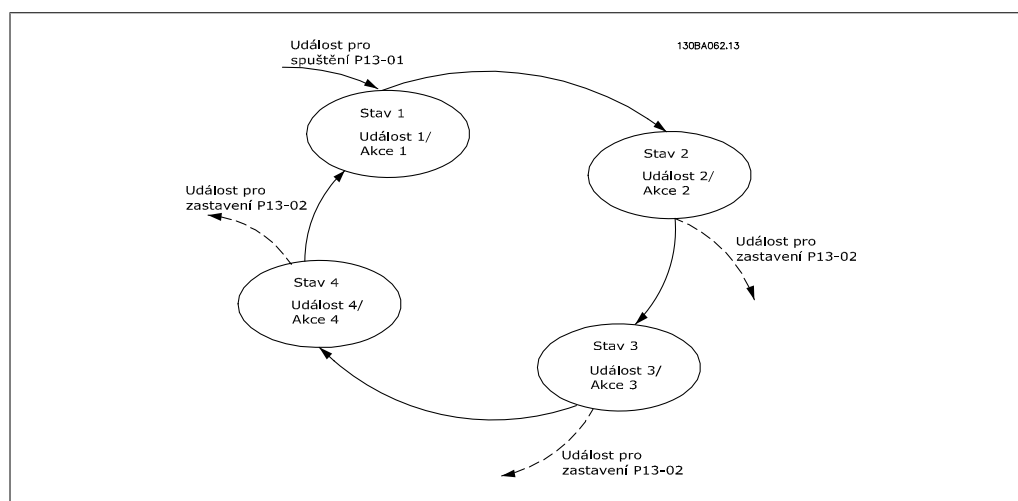 Událost pro
spuštění P13-01
130BA062.13
Stav 1
Událost 1/
Akce 1
Stav 2
Událost 2/
Akce 2
Událost pro
zastavení P13-02
Událost pro
zastavení P13-02
Stav 4
Událost 4/
Akce 4
Stav 3
Událost 3/
Akce 3
Událost pro
zastavení P13-02